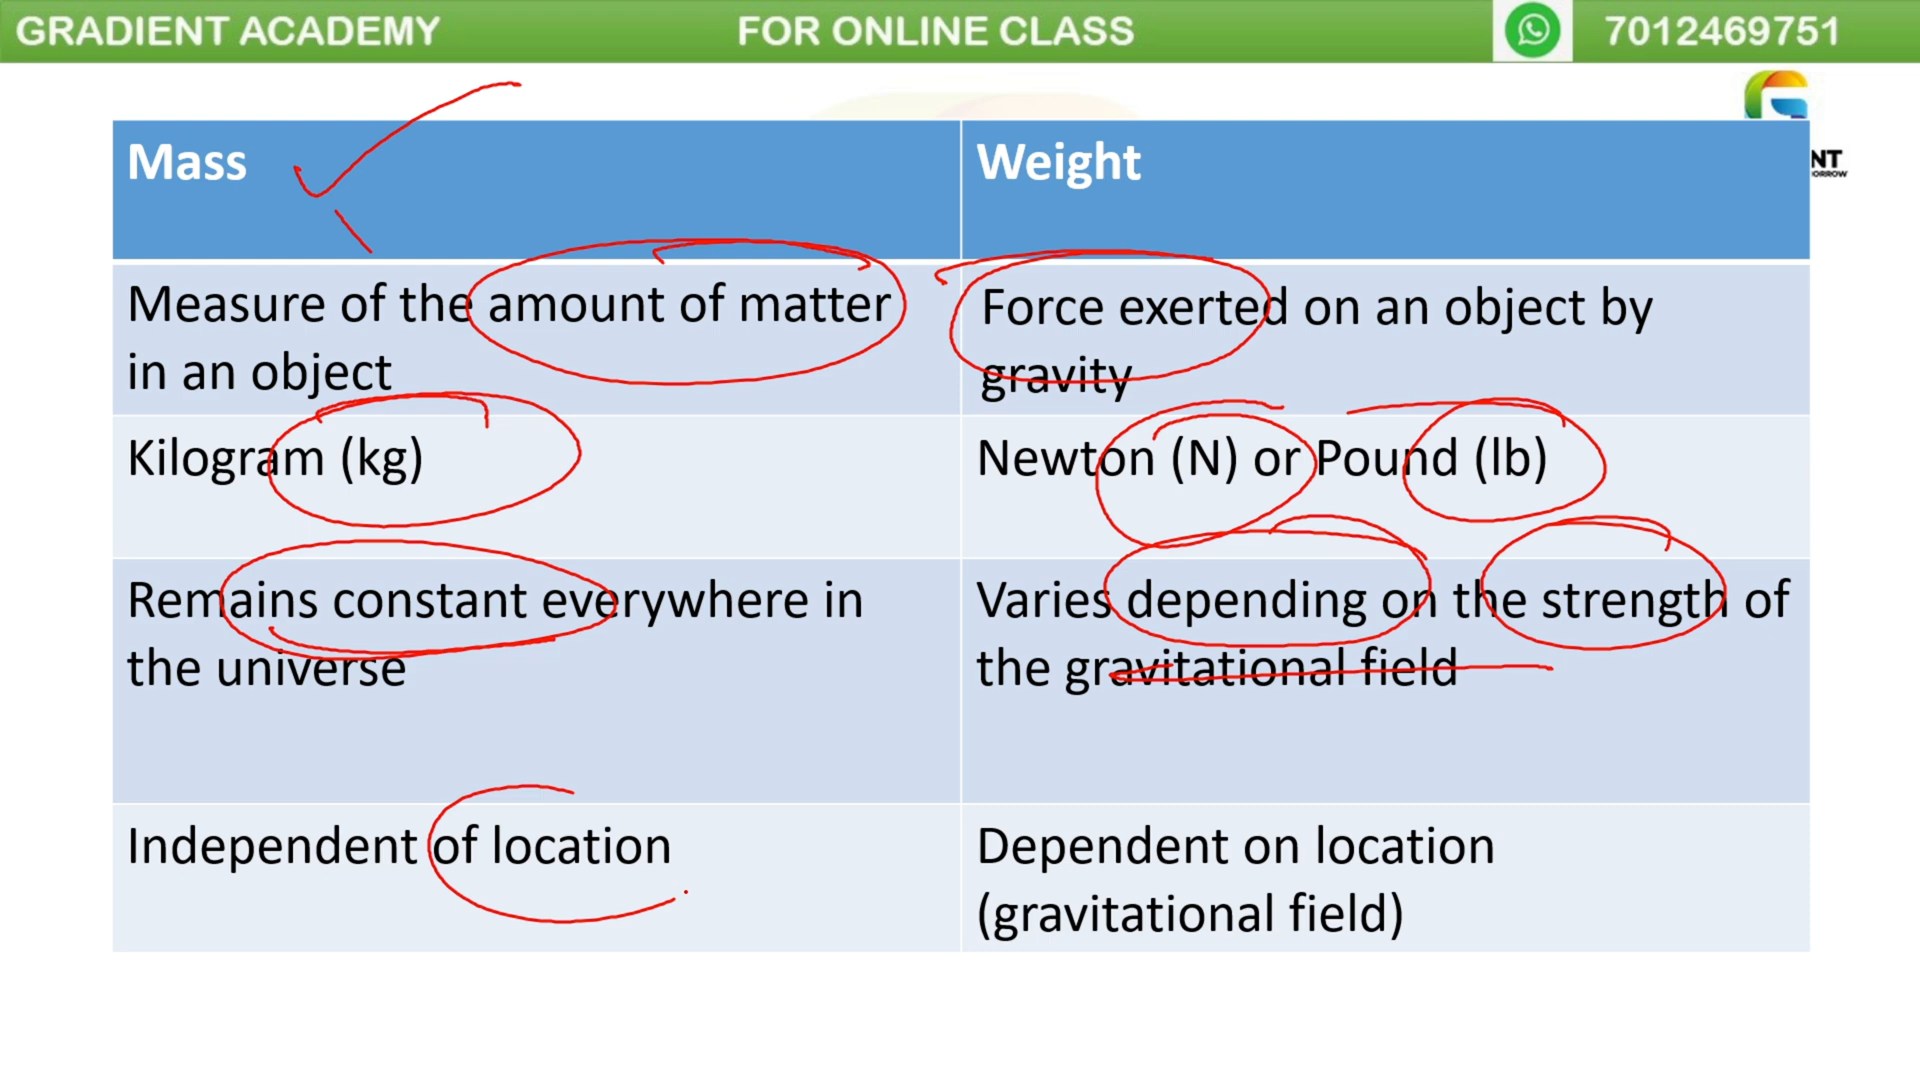 GRADIENT ACADEMY FOR ONLINE CLASS 7012469751
NT
ORROW
Mass Weight
Measure of the amount of matter
in an object
Force exerted on an object by
gravity
Kilogram (kg) Newton (N) or Pound (lb)
Remains constant everywhere in
the universe
Varies depending on the strength of
the gravitational field
Independent of location
Dependent on location
(gravitational field)